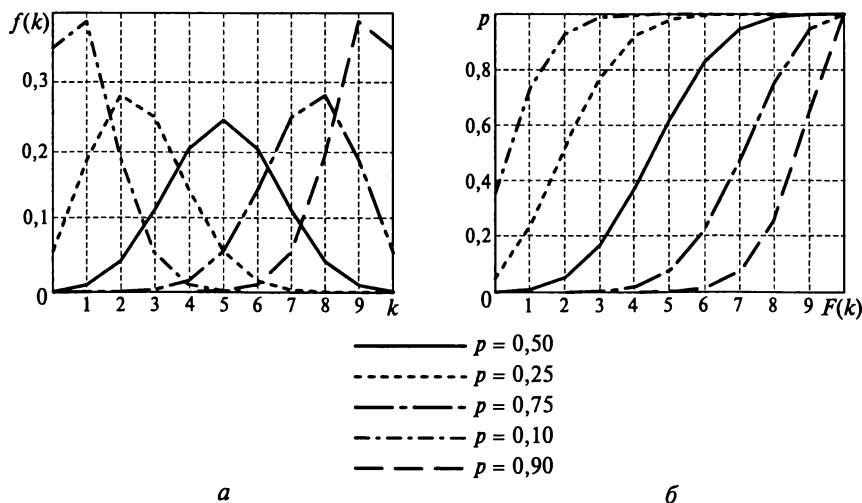 f(k)
0,3
0,2
0,1
0
1 2 3 4 5 6 7 8 9 k
p
0,8
0,6
0,4
0,2
0
1 2 3 4 5 6 7 8 9 F(k)
p = 0,50
p = 0,25
p = 0,75
p = 0,10
p = 0,90
а
б